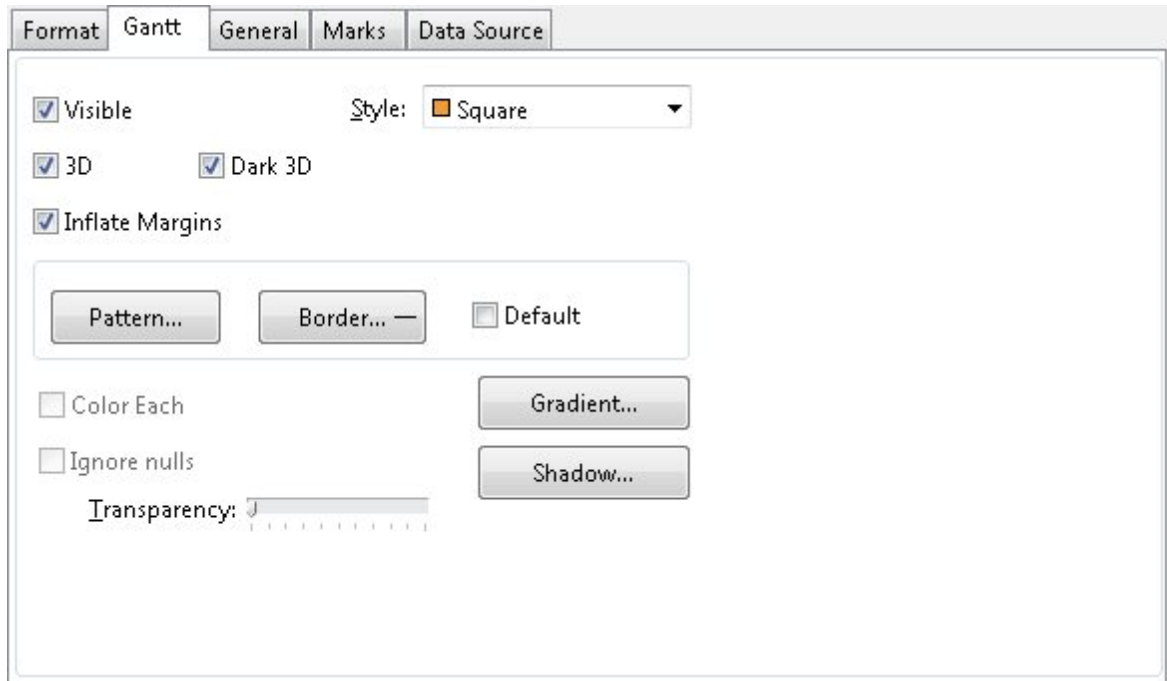 Format Gantt General Marks Data Source
Visible Style: Square
3D Dark 3D
Inflate Margins
Pattern... Border... Default
Color Each Gradient...
Ignore nulls
Shadow...
Transparency: